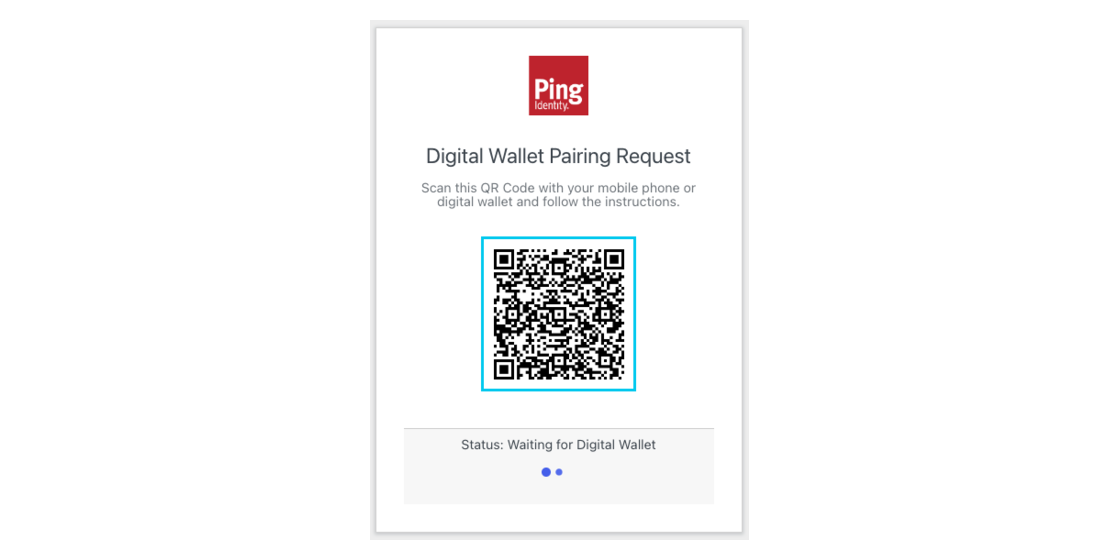 Ping
Identity.
Digital Wallet Pairing Request
Scan this QR Code with your mobile phone or
digital wallet and follow the instructions.
Status: Waiting for Digital Wallet